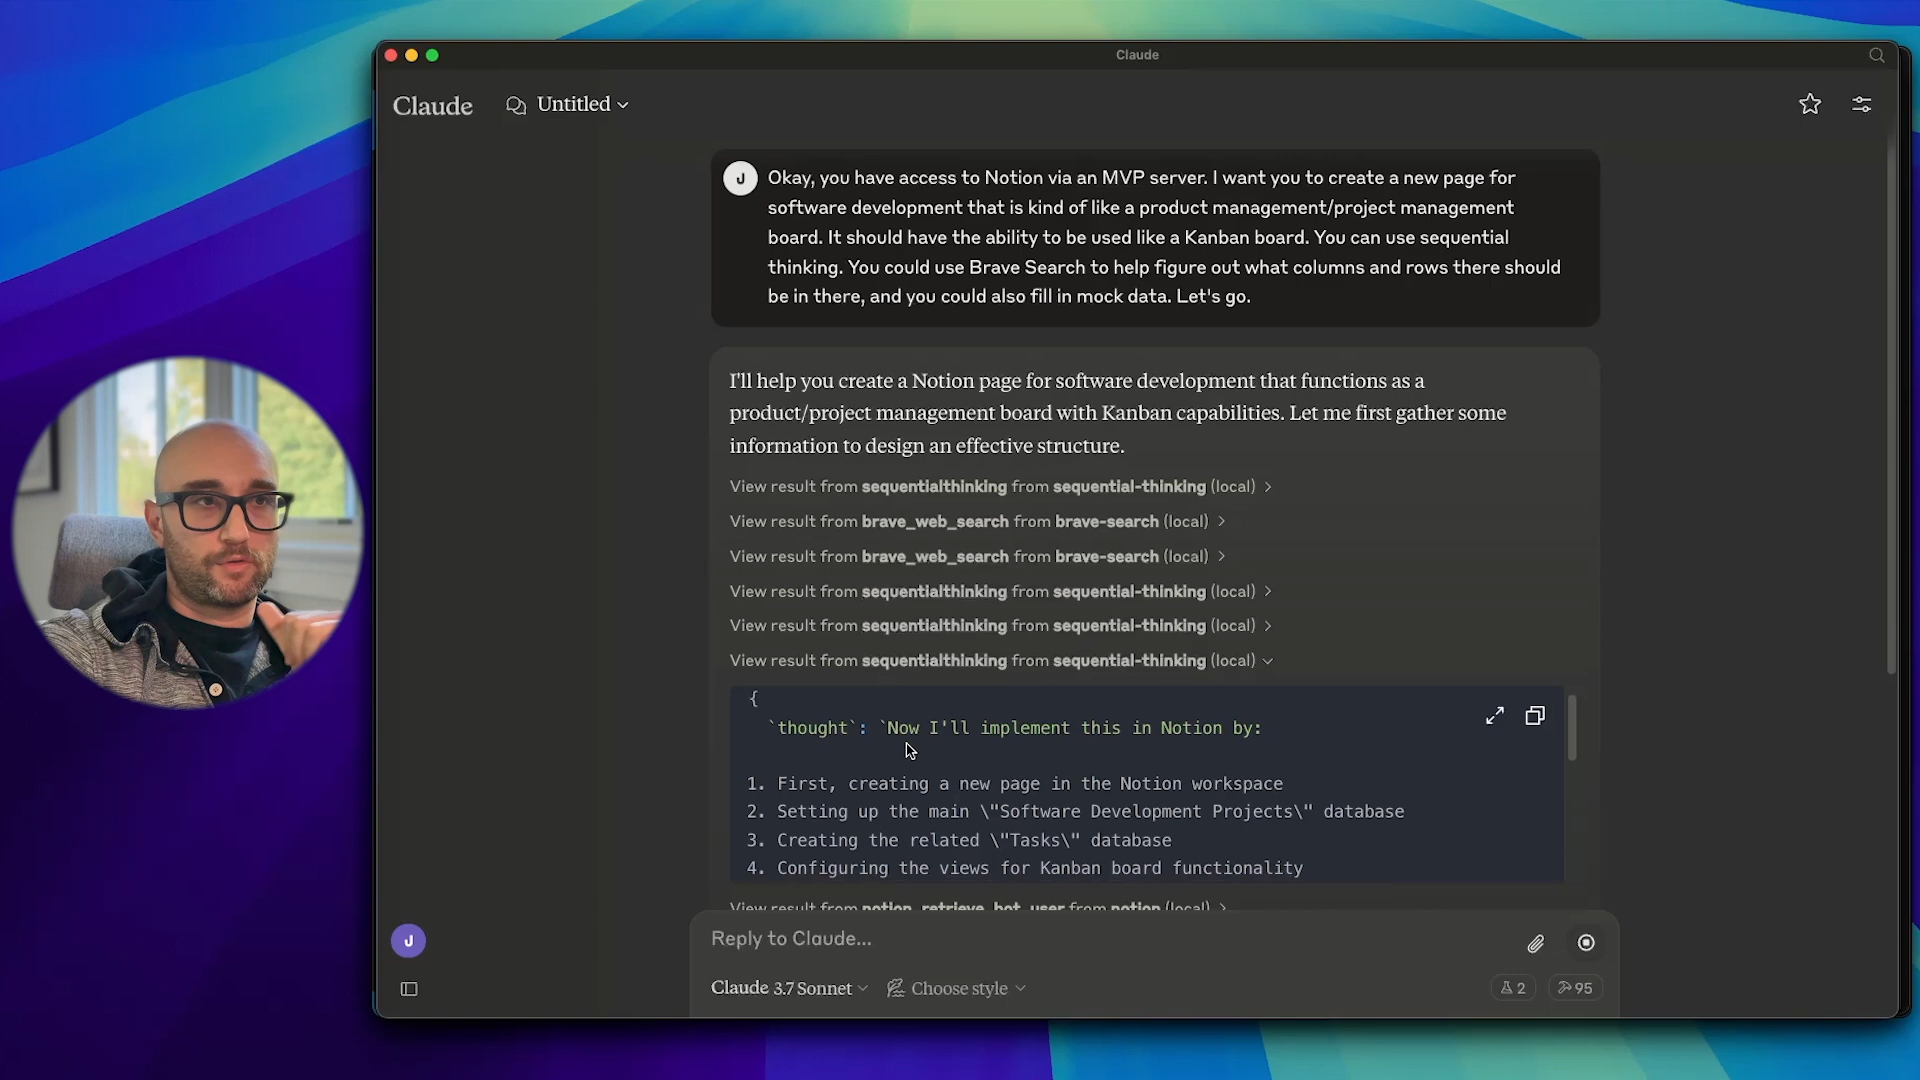 Claude
Claude
Untitled
J
Okay, you have access to Notion via an MVP server. I want you to create a new page for
software development that is kind of like a product management/project management
board. It should have the ability to be used like a Kanban board. You can use sequential
thinking. You could use Brave Search to help figure out what columns and rows there should
be in there, and you could also fill in mock data. Let's go.
I'll help you create a Notion page for software development that functions as a
product/project management board with Kanban capabilities. Let me first gather some
information to design an effective structure.
View result from sequentialthinking from sequential-thinking (local)
View result from brave_web_search from brave-search (local)
View result from brave_web_search from brave-search (local)
View result from sequentialthinking from sequential-thinking (local)
View result from sequentialthinking from sequential-thinking (local)
View result from sequentialthinking from sequential-thinking (local)
{
`thought`: `Now I'll implement this in Notion by:
1. First, creating a new page in the Notion workspace
2. Setting up the main \"Software Development Projects\" database
3. Creating the related \"Tasks\" database
4. Configuring the views for Kanban board functionality
View result from notion_retrieve_bot_user from notion (local)
J
Reply to Claude...
Claude 3.7 Sonnet
Choose style
2
95